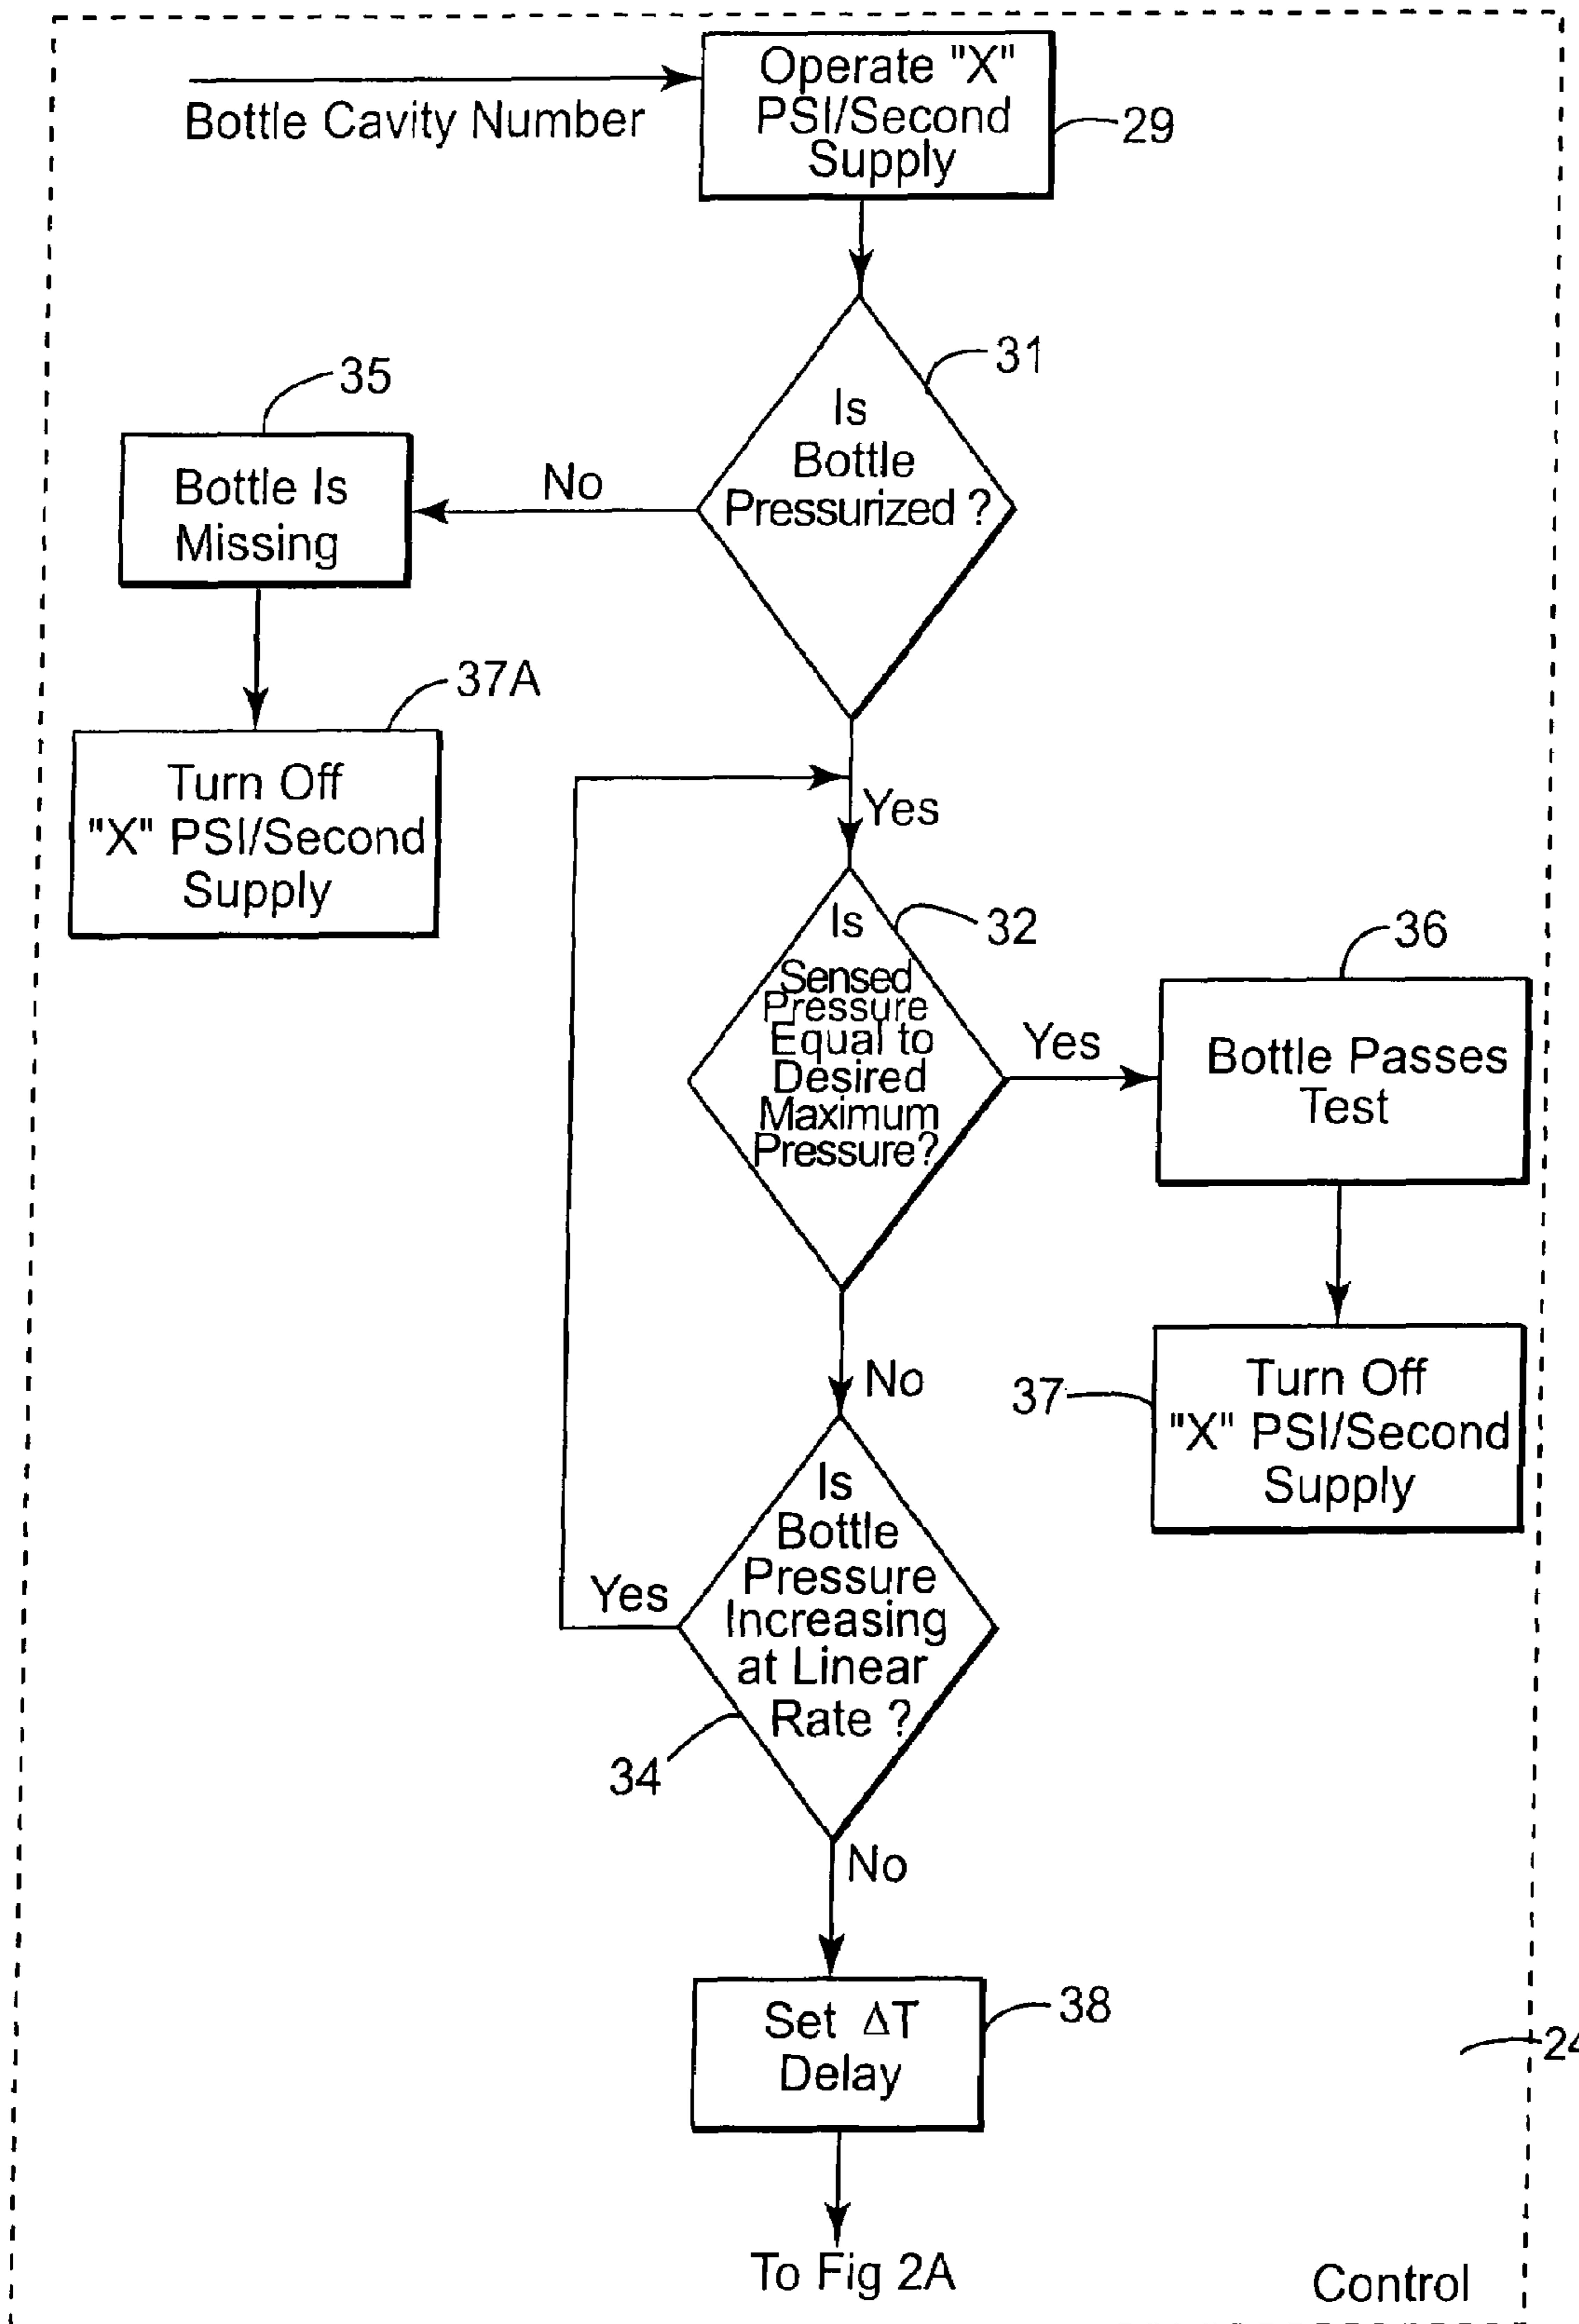 Operate "X"
PSI/Second
Supply
Bottle Cavity Number
29
31
Is
Bottle
Pressurized ?
No
35
Bottle Is
Missing
37A
Turn Off
"X" PSI/Second
Supply
Yes
32
Is
Sensed
Pressure
Equal to
Desired
Maximum
Pressure?
Yes
36
Bottle Passes
Test
No
37
Turn Off
"X" PSI/Second
Supply
Is
Bottle
Pressure
Increasing
at Linear
Rate ?
Yes
34
No
Set ΔT
Delay
38
24
To Fig 2A
Control